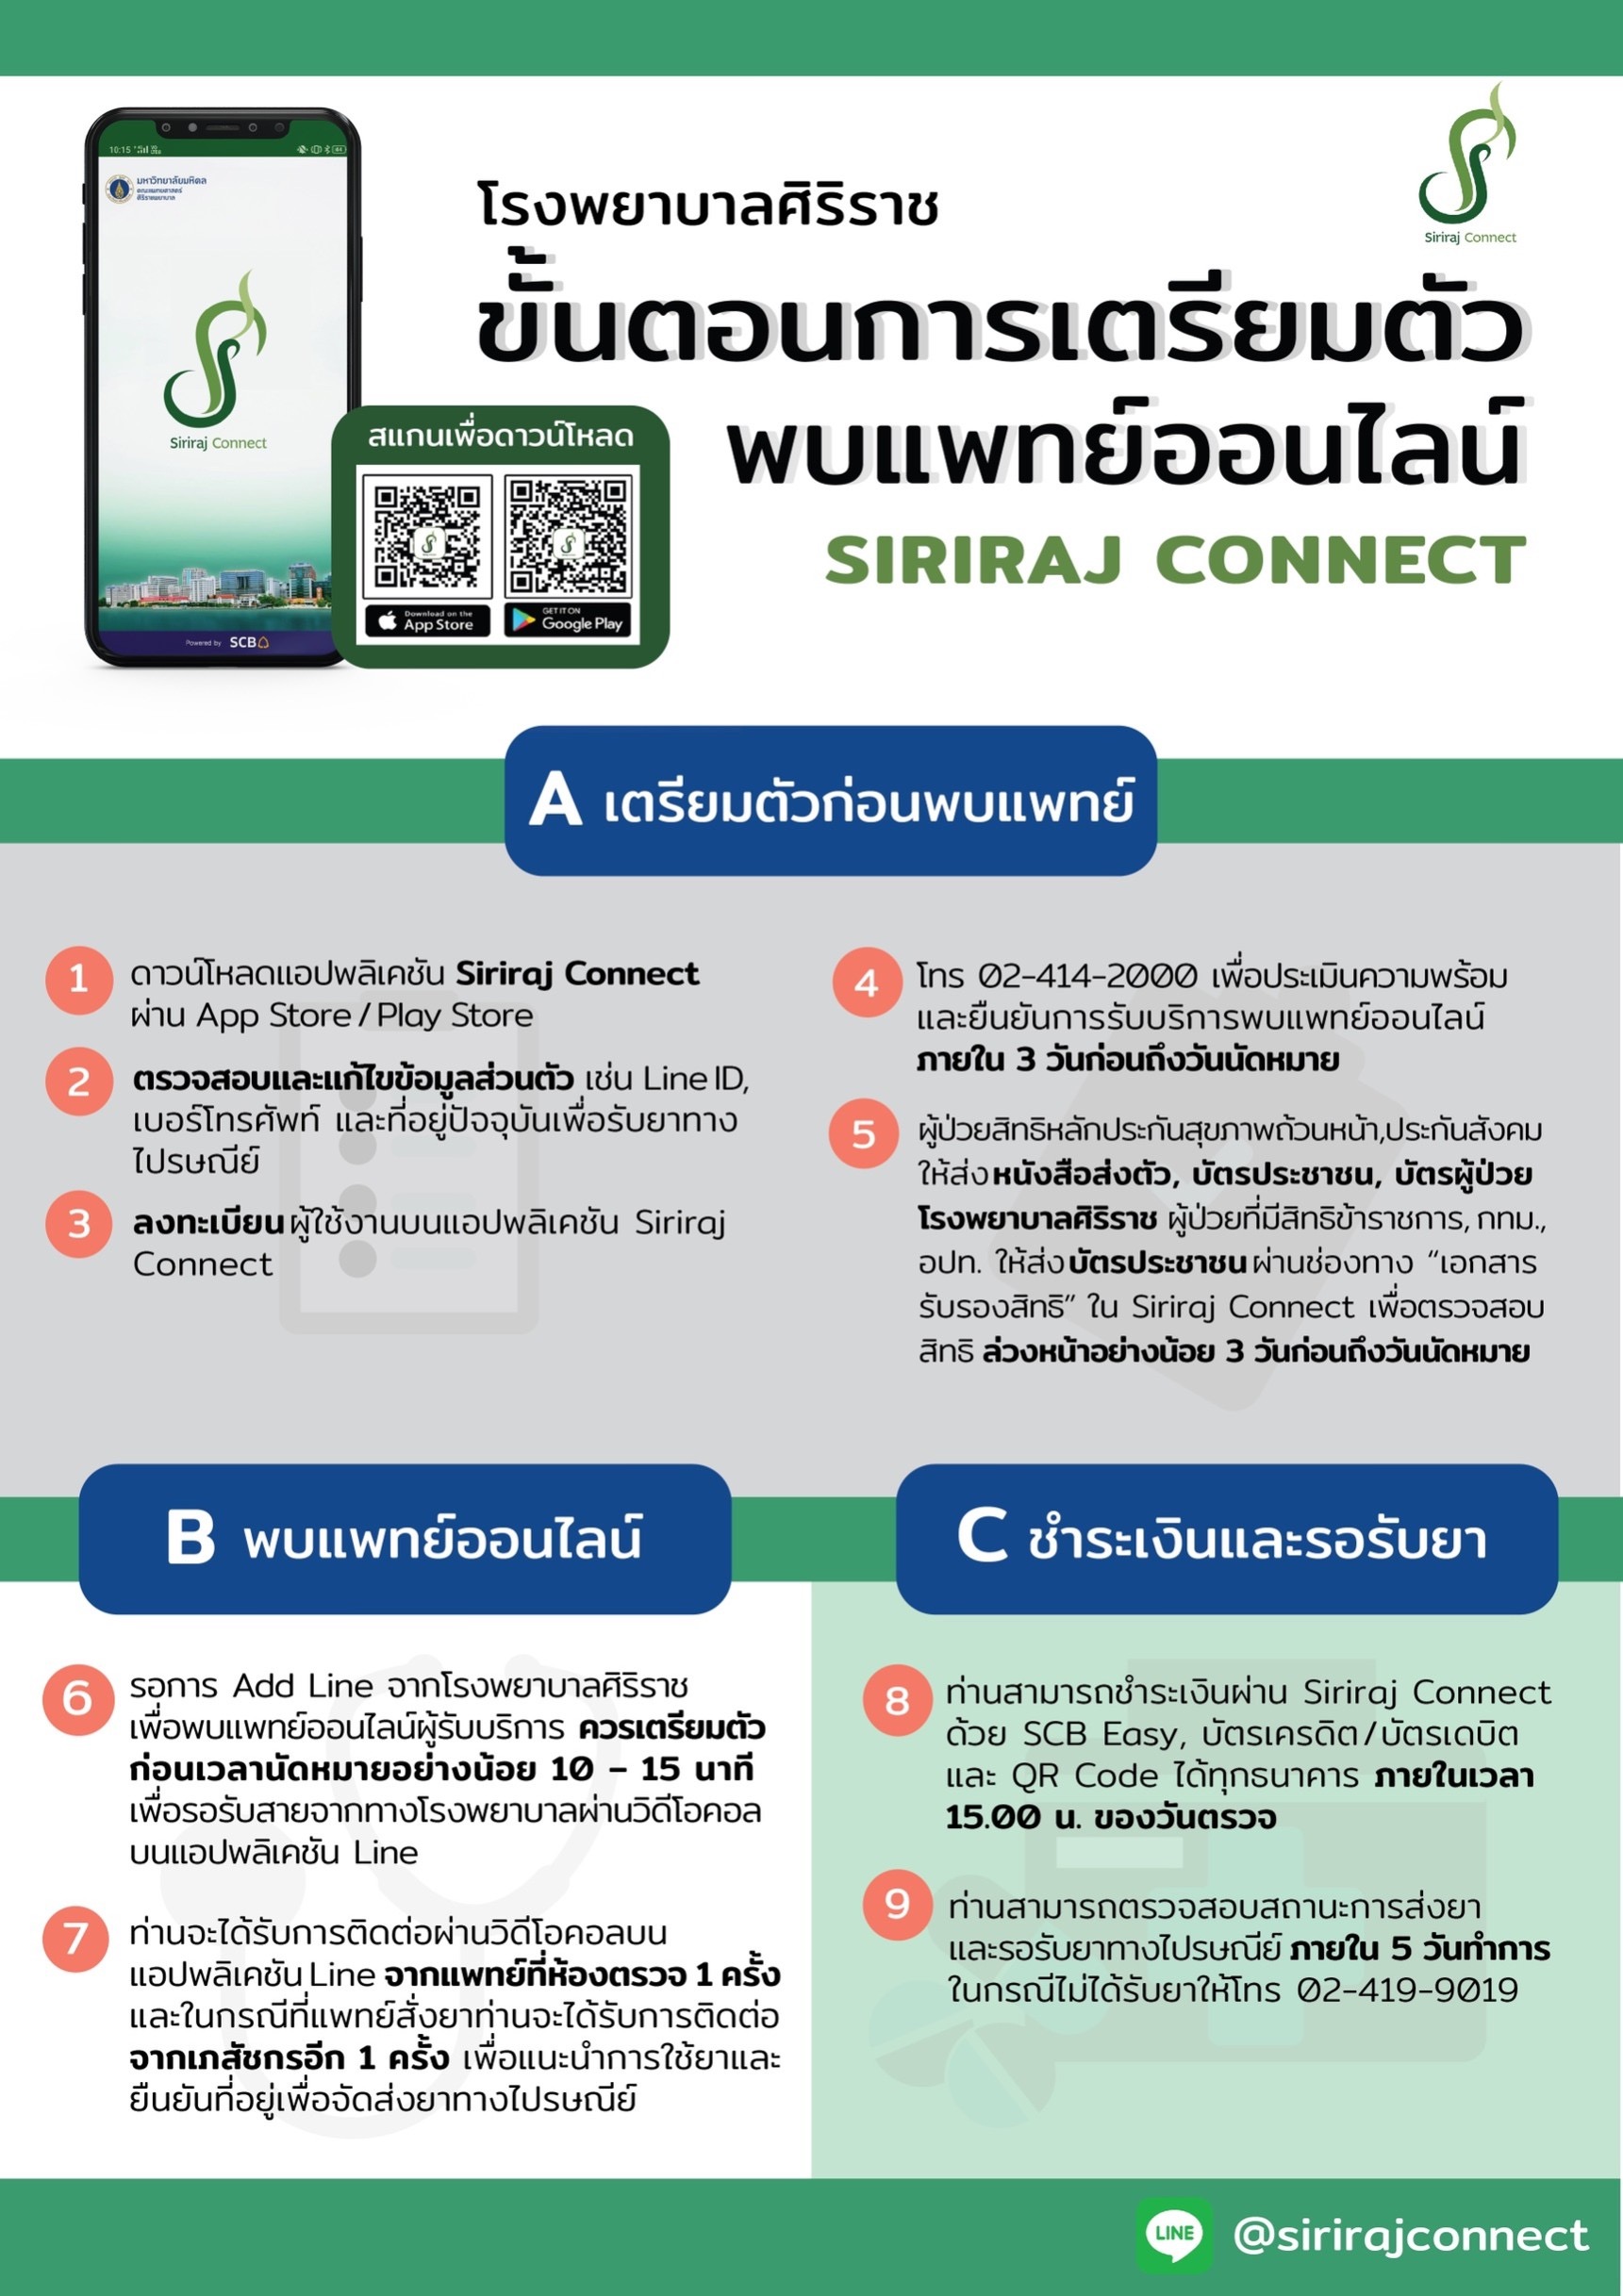 10:15
มหาวิทยาลัยมหิดล
คณะแพทยศาสตร์
ศิริราชพยาบาล
Siriraj Connect
Powered by SCB
Siriraj Connect
โรงพยาบาลศิริราช
ขั้นตอนการเตรียมตัว
พบแพทย์ออนไลน์
SIRIRAJ CONNECT
สแกนเพื่อดาวน์โหลด
Download on the
App Store
GET IT ON
Google Play
A เตรียมตัวก่อนพบแพทย์
1 ดาวน์โหลดแอปพลิเคชัน Siriraj Connect
ผ่าน App Store / Play Store
2 ตรวจสอบและแก้ไขข้อมูลส่วนตัว เช่น Line ID,
เบอร์โทรศัพท์ และที่อยู่ปัจจุบันเพื่อรับยาทาง
ไปรษณีย์
3 ลงทะเบียนผู้ใช้งานบนแอปพลิเคชัน Siriraj
Connect
4 โทร 02-414-2000 เพื่อประเมินความพร้อม
และยืนยันการรับบริการพบแพทย์ออนไลน์
ภายใน 3 วันก่อนถึงวันนัดหมาย
5 ผู้ป่วยสิทธิหลักประกันสุขภาพถ้วนหน้า,ประกันสังคม
ให้ส่งหนังสือส่งตัว, บัตรประชาชน, บัตรผู้ป่วย
โรงพยาบาลศิริราช ผู้ป่วยที่มีสิทธิข้าราชการ, กทม.,
อปท. ให้ส่งบัตรประชาชนผ่านช่องทาง “เอกสาร
รับรองสิทธิ” ใน Siriraj Connect เพื่อตรวจสอบ
สิทธิ ล่วงหน้าอย่างน้อย 3 วันก่อนถึงวันนัดหมาย
B พบแพทย์ออนไลน์
6 รอการ Add Line จากโรงพยาบาลศิริราช
เพื่อพบแพทย์ออนไลน์ผู้รับบริการ ควรเตรียมตัว
ก่อนเวลานัดหมายอย่างน้อย 10 – 15 นาที
เพื่อรอรับสายจากทางโรงพยาบาลผ่านวิดีโอคอล
บนแอปพลิเคชัน Line
7 ท่านจะได้รับการติดต่อผ่านวิดีโอคอลบน
แอปพลิเคชัน Line จากแพทย์ที่ห้องตรวจ 1 ครั้ง
และในกรณีที่แพทย์สั่งยาท่านจะได้รับการติดต่อ
จากเภสัชกรอีก 1 ครั้ง เพื่อแนะนำการใช้ยาและ
ยืนยันที่อยู่เพื่อจัดส่งยาทางไปรษณีย์
C ชำระเงินและรอรับยา
8 ท่านสามารถชำระเงินผ่าน Siriraj Connect
ด้วย SCB Easy, บัตรเครดิต/บัตรเดบิต
และ QR Code ได้ทุกธนาคาร ภายในเวลา
15.00 น. ของวันตรวจ
9 ท่านสามารถตรวจสอบสถานะการส่งยา
และรอรับยาทางไปรษณีย์ ภายใน 5 วันทำการ
ในกรณีไม่ได้รับยาให้โทร 02-419-9019
LINE @sirirajconnect